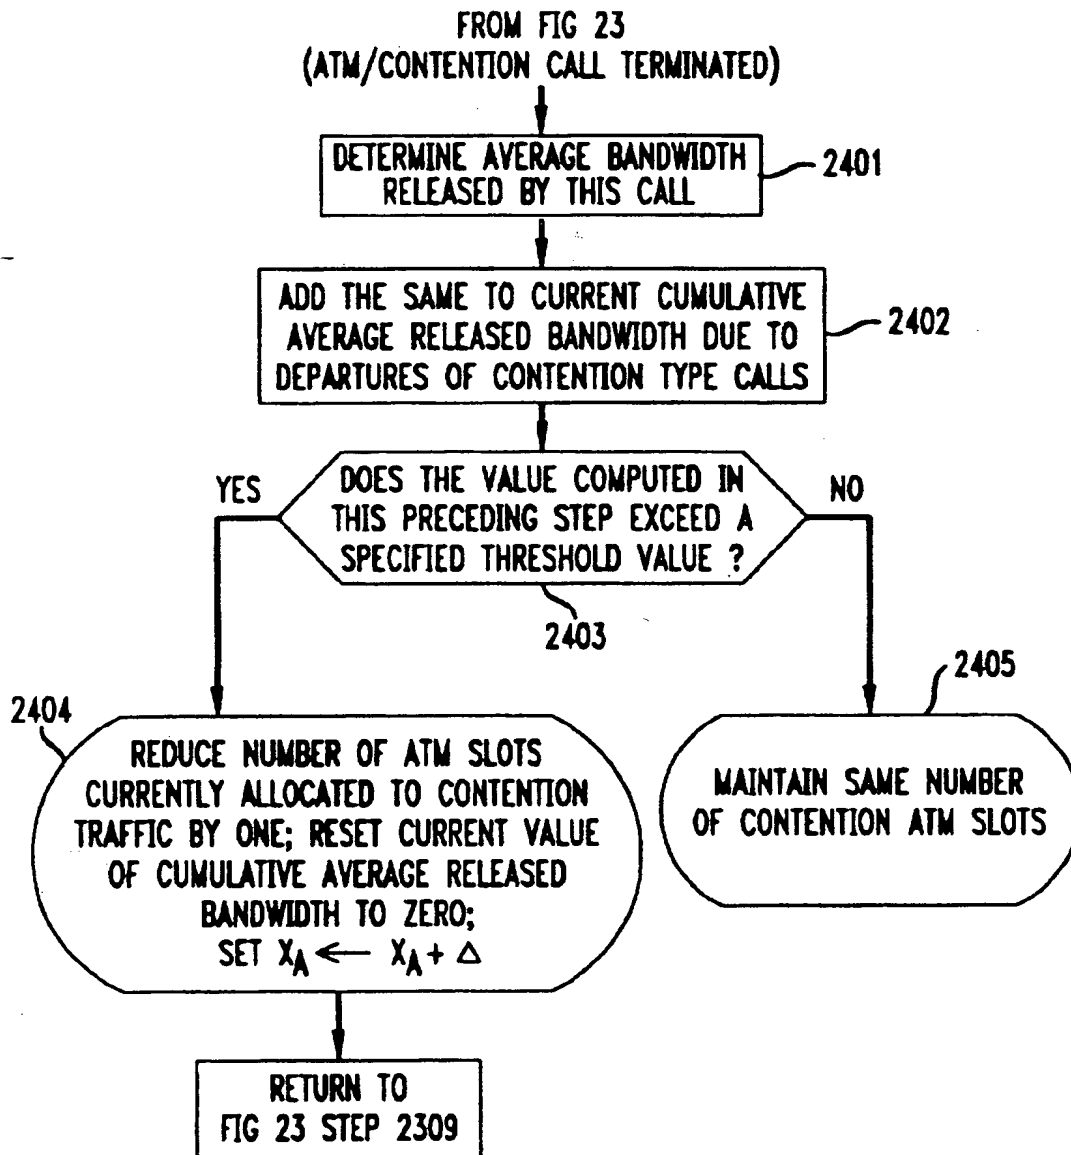 FROM FIG 23
(ATM/CONTENTION CALL TERMINATED)
DETERMINE AVERAGE BANDWIDTH
RELEASED BY THIS CALL
2401
ADD THE SAME TO CURRENT CUMULATIVE
AVERAGE RELEASED BANDWIDTH DUE TO
DEPARTURES OF CONTENTION TYPE CALLS
2402
YES
DOES THE VALUE COMPUTED IN
THIS PRECEDING STEP EXCEED A
SPECIFIED THRESHOLD VALUE ?
NO
2403
2404
REDUCE NUMBER OF ATM SLOTS
CURRENTLY ALLOCATED TO CONTENTION
TRAFFIC BY ONE; RESET CURRENT VALUE
OF CUMULATIVE AVERAGE RELEASED
BANDWIDTH TO ZERO;
SET X_A ← X_A + Δ
2405
MAINTAIN SAME NUMBER
OF CONTENTION ATM SLOTS
RETURN TO
FIG 23 STEP 2309